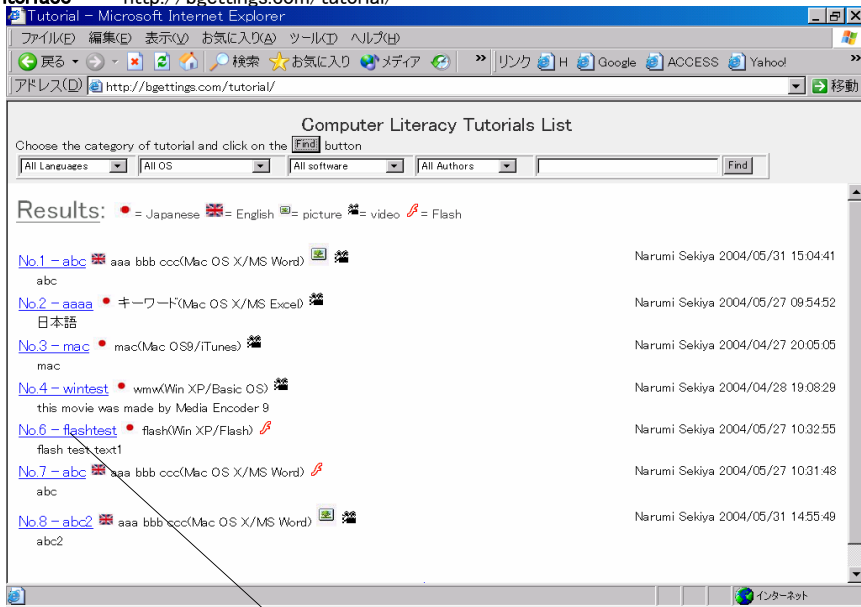 terface http://bgettings.com/tutorial/
Tutorial - Microsoft Internet Explorer
ファイル(F) 編集(E) 表示(V) お気に入り(A) ツール(T) ヘルプ(H)
戻る 検索 お気に入り メディア » リンク H Google ACCESS Yahoo! »
アドレス(D) http://bgettings.com/tutorial/ 移動
Computer Literacy Tutorials List
Choose the category of tutorial and click on the Find button
All Languages All OS All software All Authors Find
Results: = Japanese = English = picture = video = Flash
No.1 - abc aaa bbb ccc(Mac OS X/MS Word) Narumi Sekiya 2004/05/31 15:04:41
abc
No.2 - aaaa キーワード(Mac OS X/MS Excel) Narumi Sekiya 2004/05/27 09:54:52
日本語
No.3 - mac mac(Mac OS9/iTunes) Narumi Sekiya 2004/04/27 20:05:05
mac
No.4 - wintest wmw(Win XP/Basic OS) Narumi Sekiya 2004/04/28 19:08:29
this movie was made by Media Encoder 9
No.6 - flashtest flash(Win XP/Flash) Narumi Sekiya 2004/05/27 10:32:55
flash test text1
No.7 - abc aaa bbb ccc(Mac OS X/MS Word) Narumi Sekiya 2004/05/27 10:31:48
abc
No.8 - abc2 aaa bbb ccc(Mac OS X/MS Word) Narumi Sekiya 2004/05/31 14:55:49
abc2
インターネット